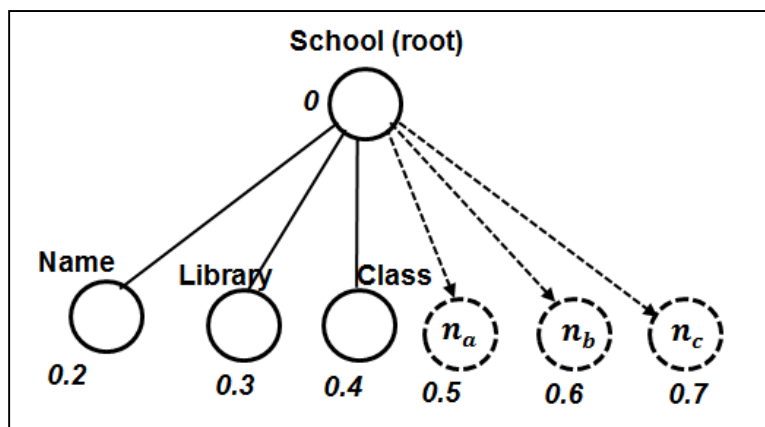 School (root)
0
Name
Library
Class
n_a
n_b
n_c
0.2
0.3
0.4
0.5
0.6
0.7